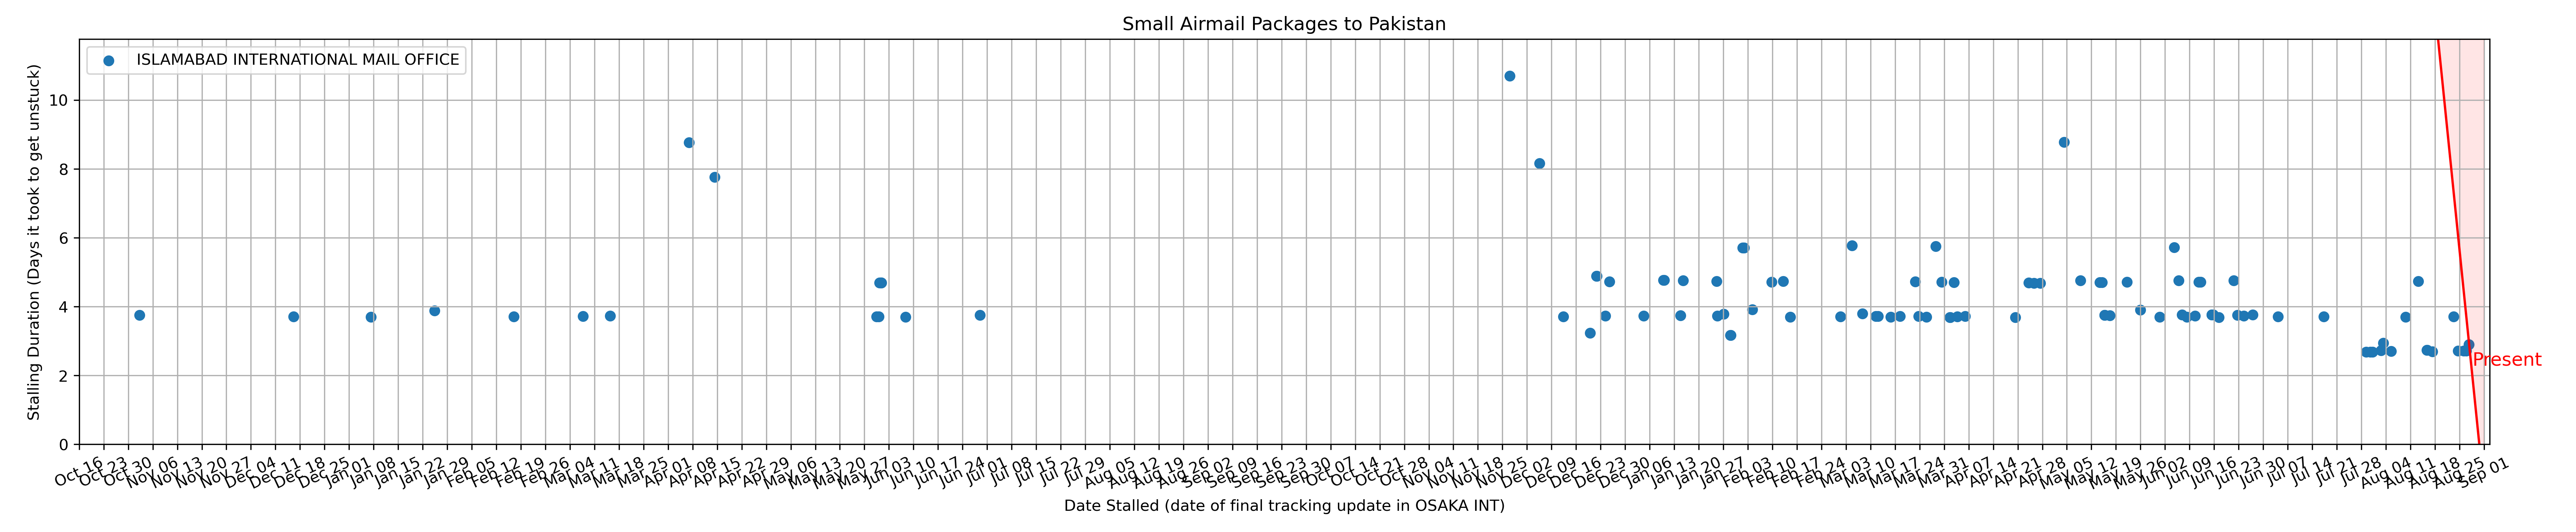 Small Airmail Packages to Pakistan
ISLAMABAD INTERNATIONAL MAIL OFFICE
Stalling Duration (Days it took to get unstuck)
10
8
6
4
2
0
Present
Oct 16 Oct 23 Oct 30 Nov 06 Nov 13 Nov 20 Nov 27 Dec 04 Dec 11 Dec 18 Dec 25 Jan 01 Jan 08 Jan 15 Jan 22 Jan 29 Feb 05 Feb 12 Feb 19 Feb 26 Mar 04 Mar 11 Mar 18 Mar 25 Apr 01 Apr 08 Apr 15 Apr 22 Apr 29 May 06 May 13 May 20 May 27 Jun 03 Jun 10 Jun 17 Jun 24 Jul 01 Jul 08 Jul 15 Jul 22 Jul 29 Aug 05 Aug 12 Aug 19 Aug 26 Sep 02 Sep 09 Sep 16 Sep 23 Sep 30 Oct 07 Oct 14 Oct 21 Oct 28 Nov 04 Nov 11 Nov 18 Nov 25 Dec 02 Dec 09 Dec 16 Dec 23 Dec 30 Jan 06 Jan 13 Jan 20 Jan 27 Feb 03 Feb 10 Feb 17 Feb 24 Mar 03 Mar 10 Mar 17 Mar 24 Mar 31 Apr 07 Apr 14 Apr 21 Apr 28 May 05 May 12 May 19 May 26 Jun 02 Jun 09 Jun 16 Jun 23 Jun 30 Jul 07 Jul 14 Jul 21 Jul 28 Aug 04 Aug 11 Aug 18 Aug 25 Sep 01
Date Stalled (date of final tracking update in OSAKA INT)